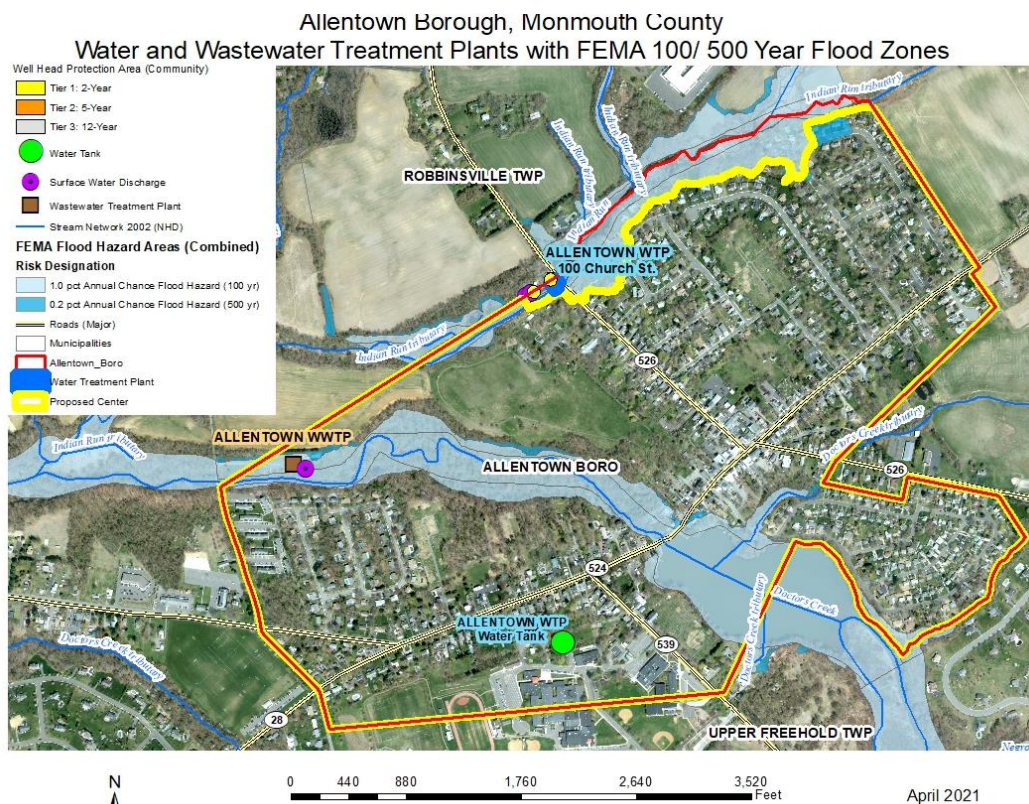 Allentown Borough, Monmouth County
Water and Wastewater Treatment Plants with FEMA 100/ 500 Year Flood Zones
Well Head Protection Area (Community)
Tier 1: 2-Year
Tier 2: 5-Year
Tier 3: 12-Year
Water Tank
Surface Water Discharge
Wastewater Treatment Plant
Stream Network 2002 (NHD)
FEMA Flood Hazard Areas (Combined)
Risk Designation
1.0 pct Annual Chance Flood Hazard (100 yr)
0.2 pct Annual Chance Flood Hazard (500 yr)
Roads (Major)
Municipalities
Allentown_Boro
Water Treatment Plant
Proposed Center
Indian Run tributary
Indian Run tributary
Indian Run tributary
ROBBINSVILLE TWP
Indian Run
ALLENTOWN WTP
100 Church St.
Indian Run tributary
526
Doctors Creek tributary
ALLENTOWN WWTP
Indian Run tributary
ALLENTOWN BORO
526
524
Doctors Creek
Doctors Creek tributary
ALLENTOWN WTP
Water Tank
539
Doctors Creek tributary
28
UPPER FREEHOLD TWP
N
0 440 880 1,760 2,640 3,520
Feet
April 2021